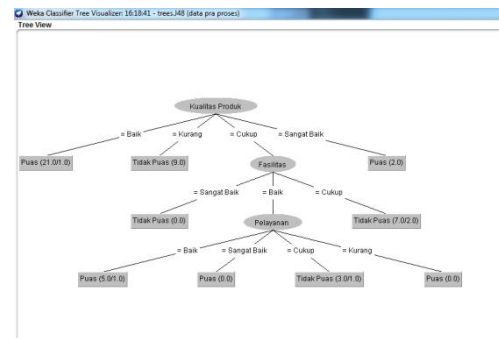 Weka Classifier Tree Visualizer: 16:18:41 - trees.J48 (data pra proses)
Tree View
Kualitas Produk
= Baik = Kurang = Cukup = Sangat Baik
Puas (21.0/1.0) Tidak Puas (9.0) Fasilitas Puas (2.0)
= Sangat Baik = Baik = Cukup
Tidak Puas (0.0) Pelayanan Tidak Puas (7.0/2.0)
= Baik = Sangat Baik = Cukup = Kurang
Puas (5.0/1.0) Puas (0.0) Tidak Puas (3.0/1.0) Puas (0.0)